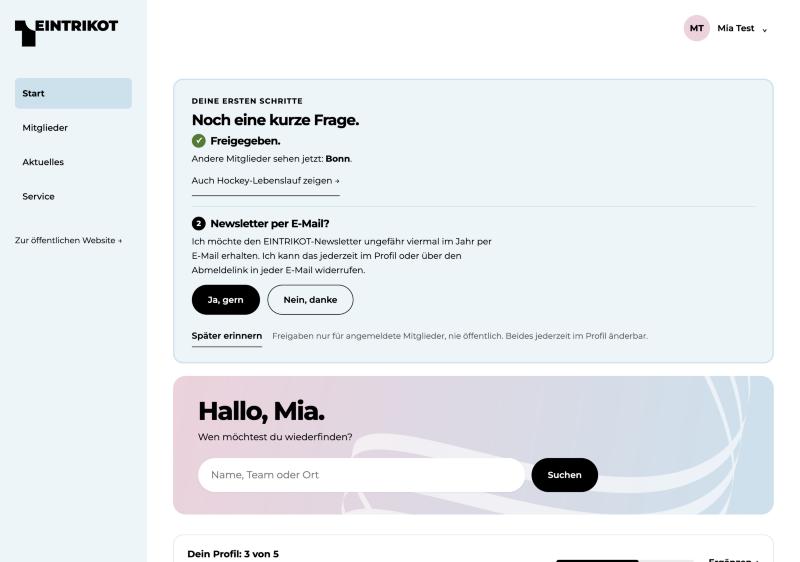 EINTRIKOT
MT Mia Test
Start
Mitglieder
Aktuelles
Service
Zur öffentlichen Website →
DEINE ERSTEN SCHRITTE
Noch eine kurze Frage.
✓ Freigegeben.
Andere Mitglieder sehen jetzt: Bonn.
Auch Hockey-Lebenslauf zeigen →
2 Newsletter per E-Mail?
Ich möchte den EINTRIKOT-Newsletter ungefähr viermal im Jahr per
E-Mail erhalten. Ich kann das jederzeit im Profil oder über den
Abmeldelink in jeder E-Mail widerrufen.
Ja, gern
Nein, danke
Später erinnern Freigaben nur für angemeldete Mitglieder, nie öffentlich. Beides jederzeit im Profil änderbar.
Hallo, Mia.
Wen möchtest du wiederfinden?
Name, Team oder Ort
Suchen
Dein Profil: 3 von 5